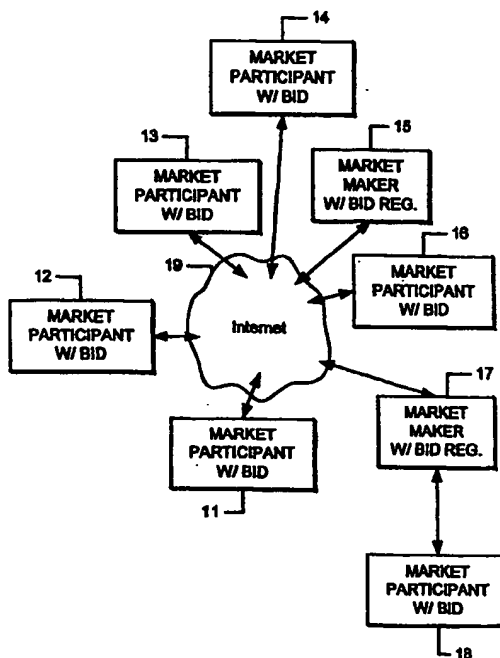 14
MARKET
PARTICIPANT
W/ BID
13
MARKET
PARTICIPANT
W/ BID
15
MARKET
MAKER
W/ BID REG.
16
MARKET
PARTICIPANT
W/ BID
12
MARKET
PARTICIPANT
W/ BID
19
Internet
17
MARKET
MAKER
W/ BID REG.
MARKET
PARTICIPANT
W/ BID
11
MARKET
PARTICIPANT
W/ BID
18